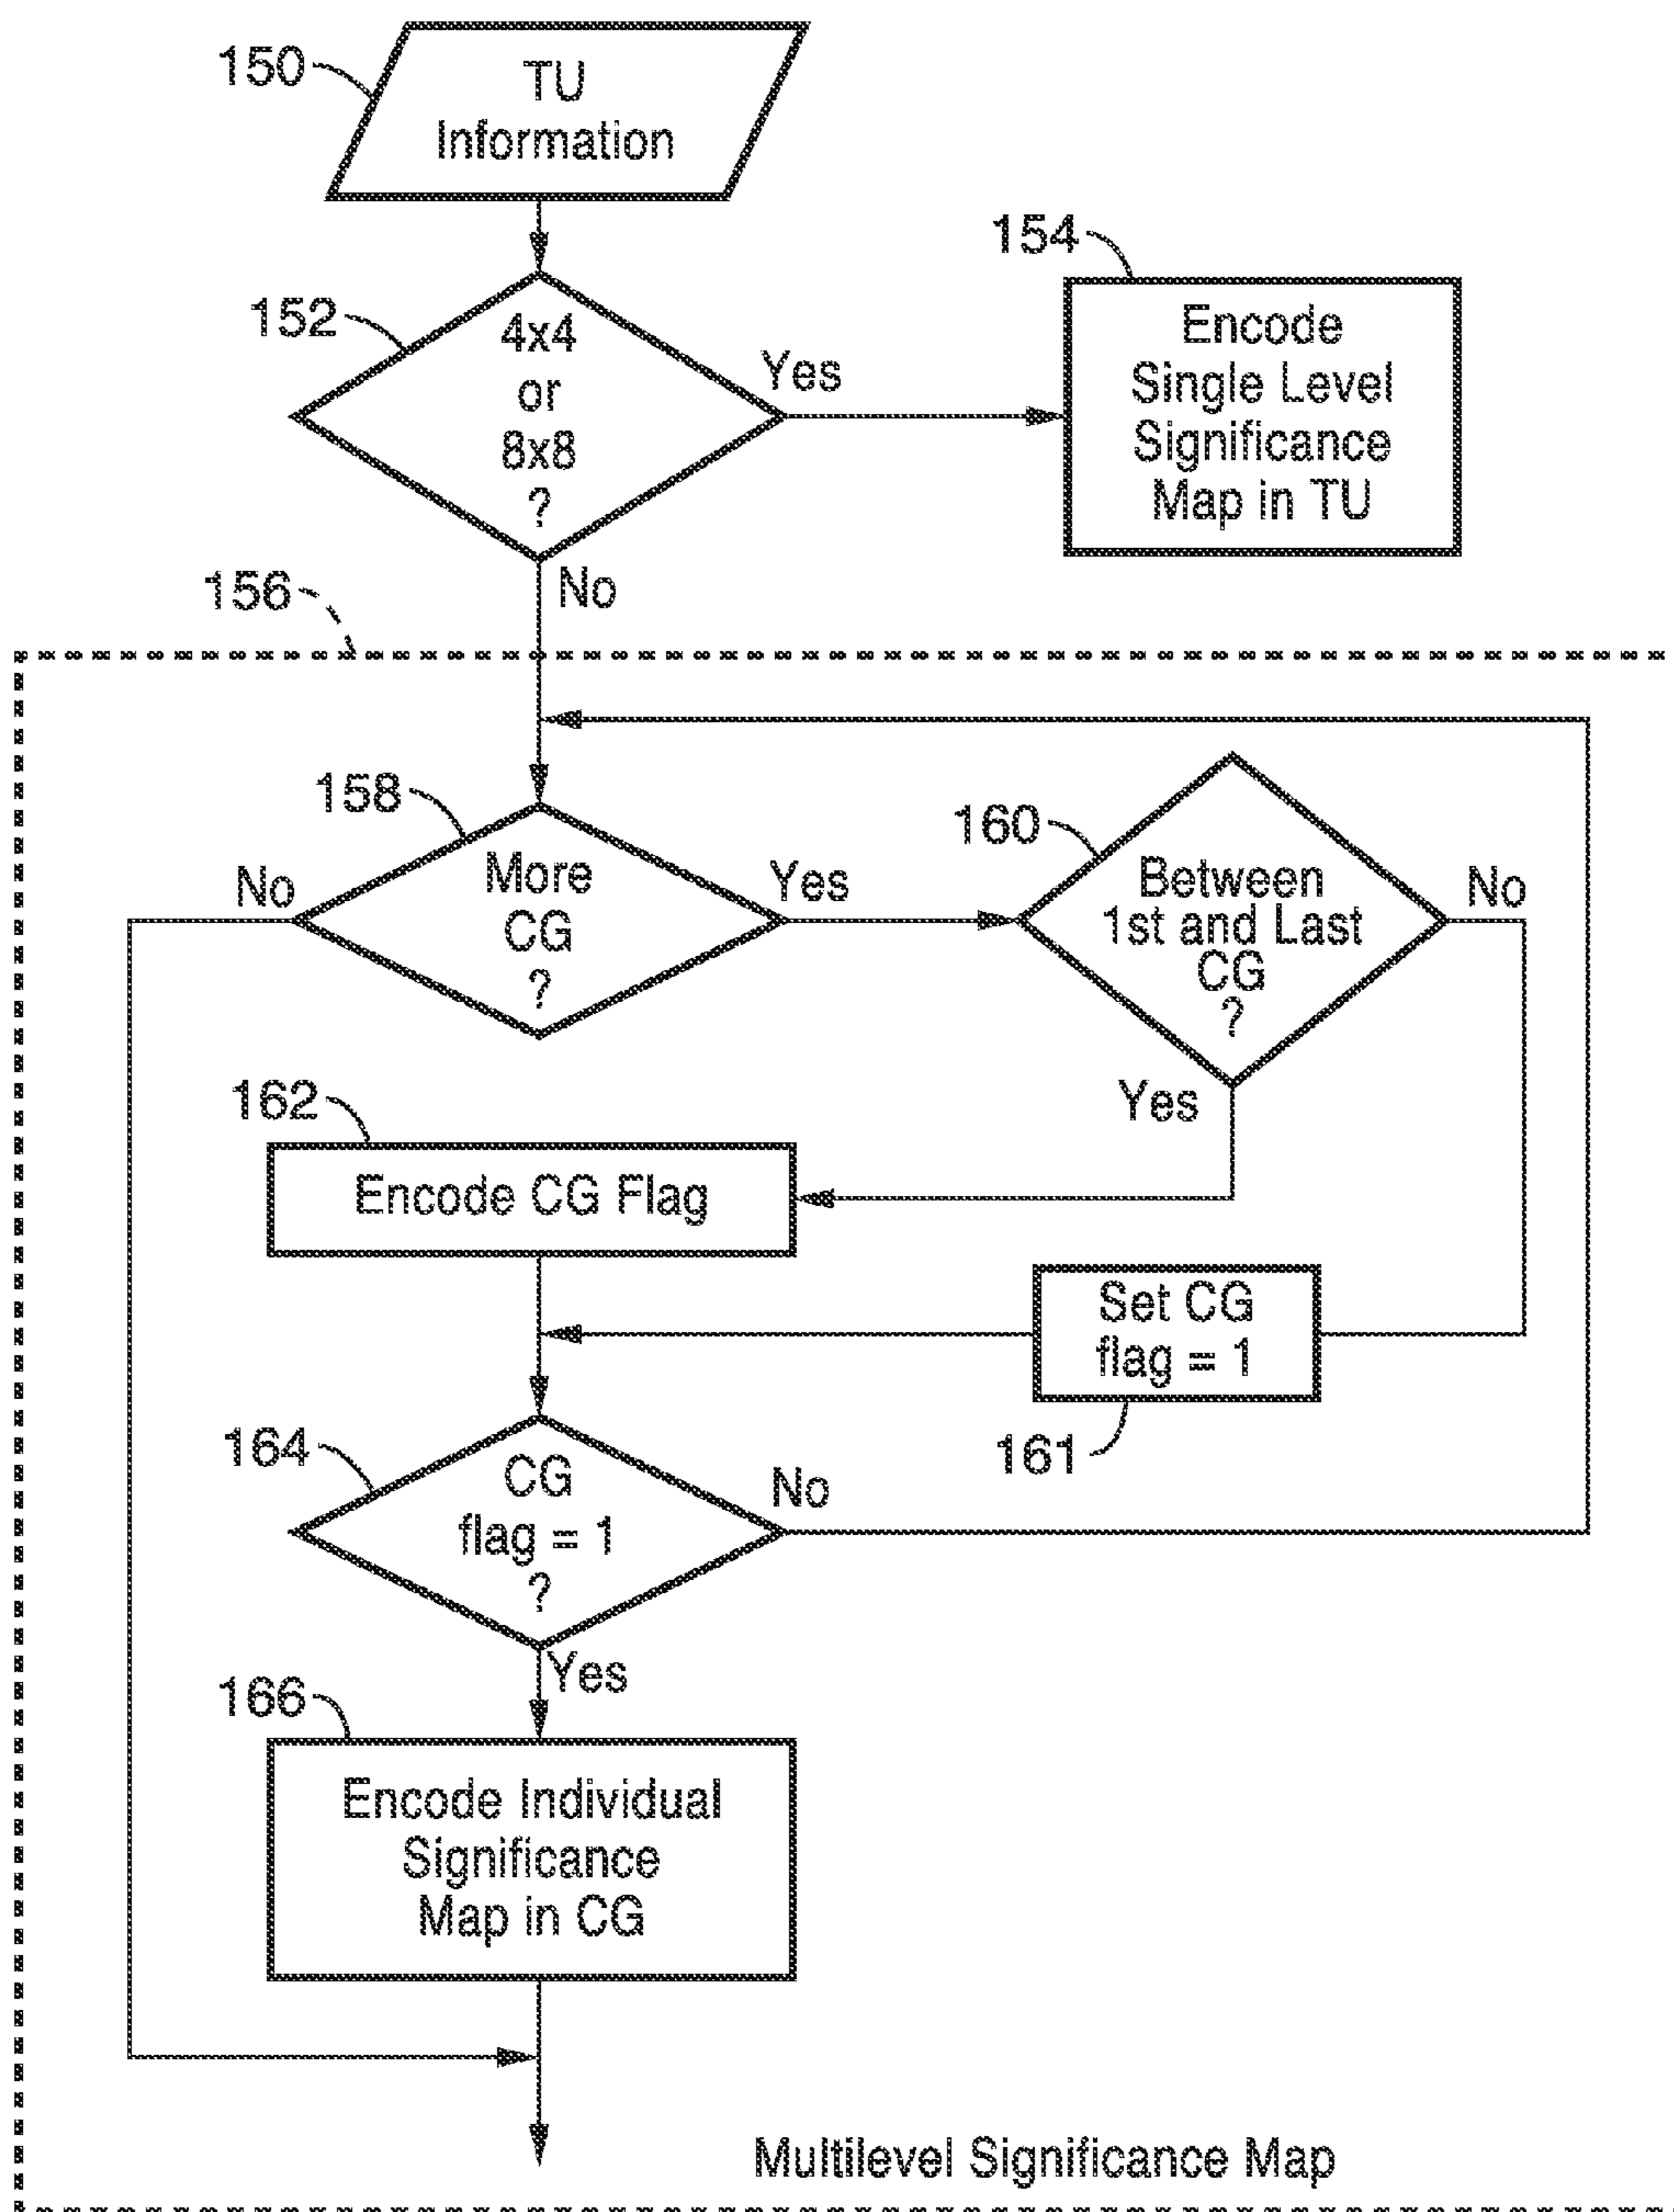 150
TU
Information
154
152
4x4
or
8x8
?
Yes
Encode
Single Level
Significance
Map in TU
No
156
158
More
CG
?
No
Yes
160
Between
1st and Last
CG
?
No
Yes
162
Encode CG Flag
Set CG
flag = 1
161
164
CG
flag = 1
?
No
Yes
166
Encode Individual
Significance
Map in CG
Multilevel Significance Map